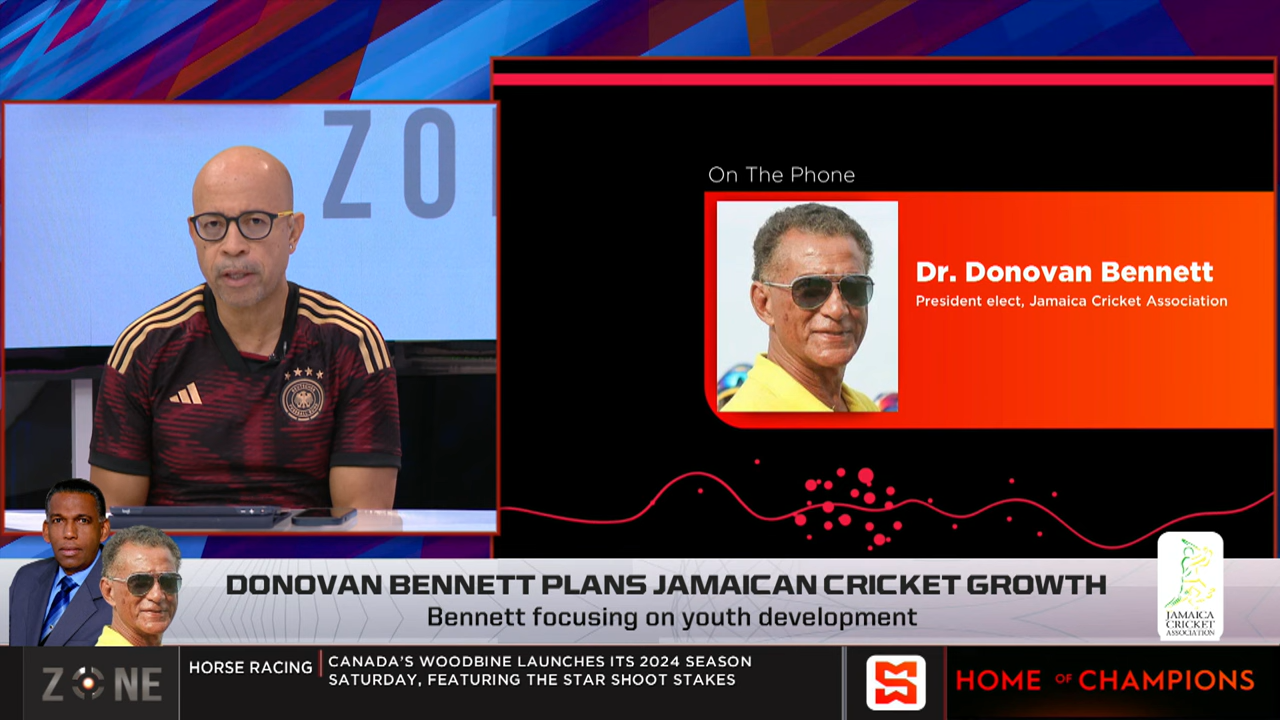 ZO
On The Phone
Dr. Donovan Bennett
President elect, Jamaica Cricket Association
DONOVAN BENNETT PLANS JAMAICAN CRICKET GROWTH
Bennett focusing on youth development
JAMAICA
CRICKET
ASSOCIATION
ZONE
HORSE RACING
CANADA'S WOODBINE LAUNCHES ITS 2024 SEASON
SATURDAY, FEATURING THE STAR SHOOT STAKES
HOME OF CHAMPIONS